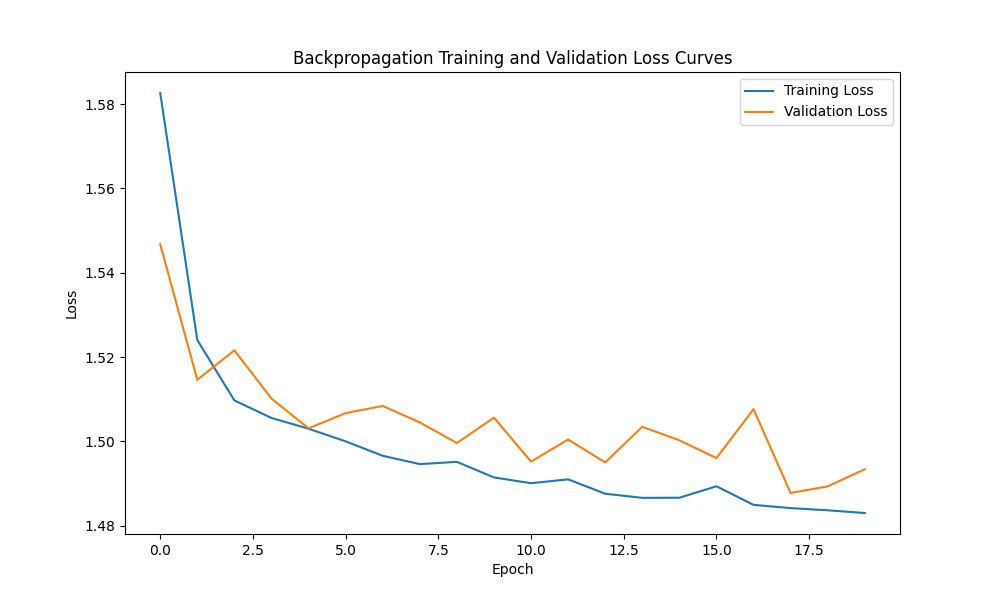 Backpropagation Training and Validation Loss Curves
Training Loss
Validation Loss
Loss
1.58
1.56
1.54
1.52
1.50
1.48
0.0 2.5 5.0 7.5 10.0 12.5 15.0 17.5
Epoch